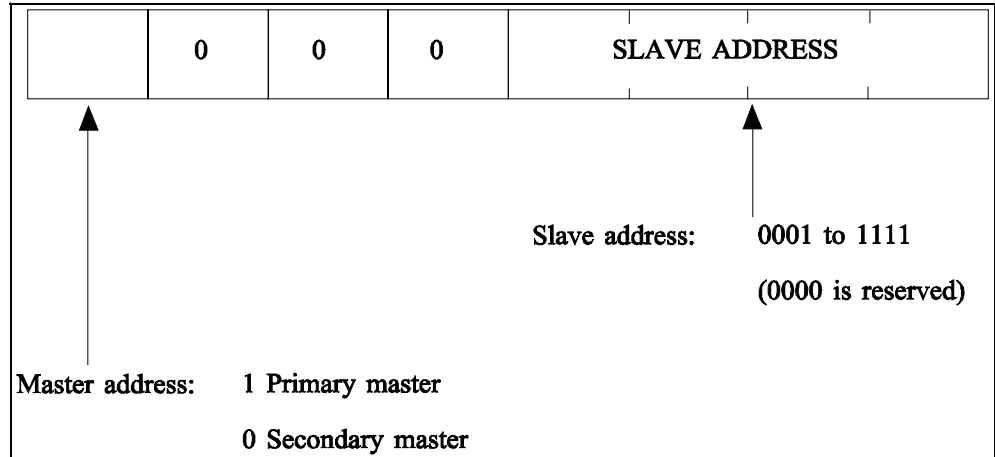 0 0 0 SLAVE ADDRESS
Slave address: 0001 to 1111
(0000 is reserved)
Master address: 1 Primary master
0 Secondary master